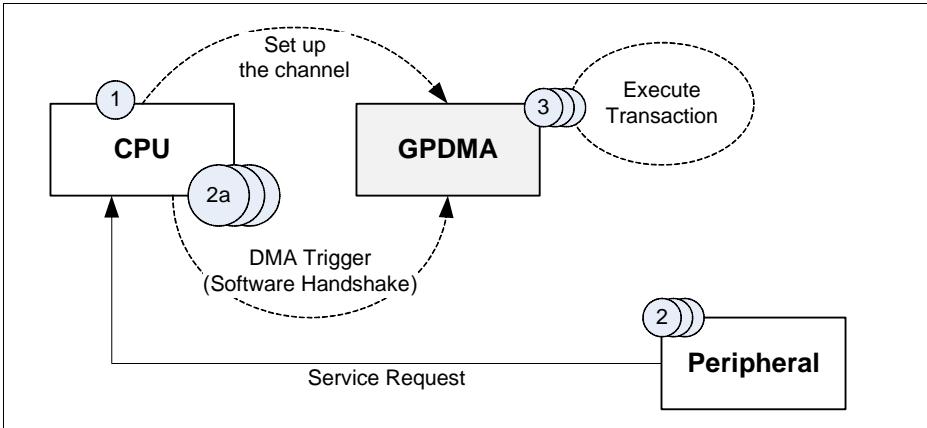 Set up
the channel
1
CPU
GPDMA
3
Execute
Transaction
2a
DMA Trigger
(Software Handshake)
2
Peripheral
Service Request